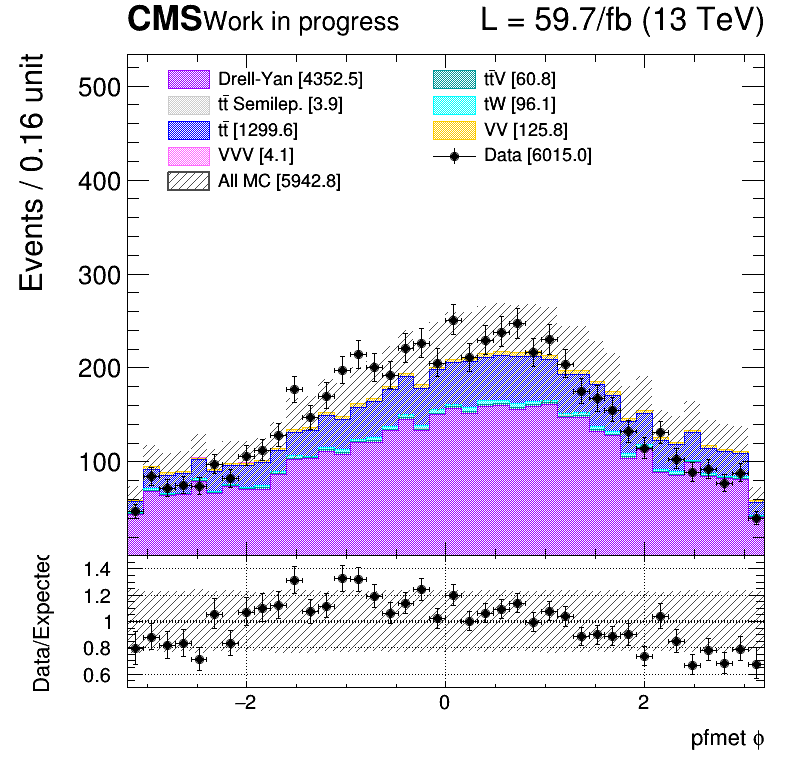 CMS Work in progress L = 59.7/fb (13 TeV)
Events / 0.16 unit
500
400
300
200
100
Drell-Yan [4352.5]
tt̄ Semilep. [3.9]
tt̄ [1299.6]
VVV [4.1]
All MC [5942.8]
tt̄V [60.8]
tW [96.1]
VV [125.8]
Data [6015.0]
Data/Expected
1.4
1.2
1
0.8
0.6
−2 0 2
pfmet ϕ